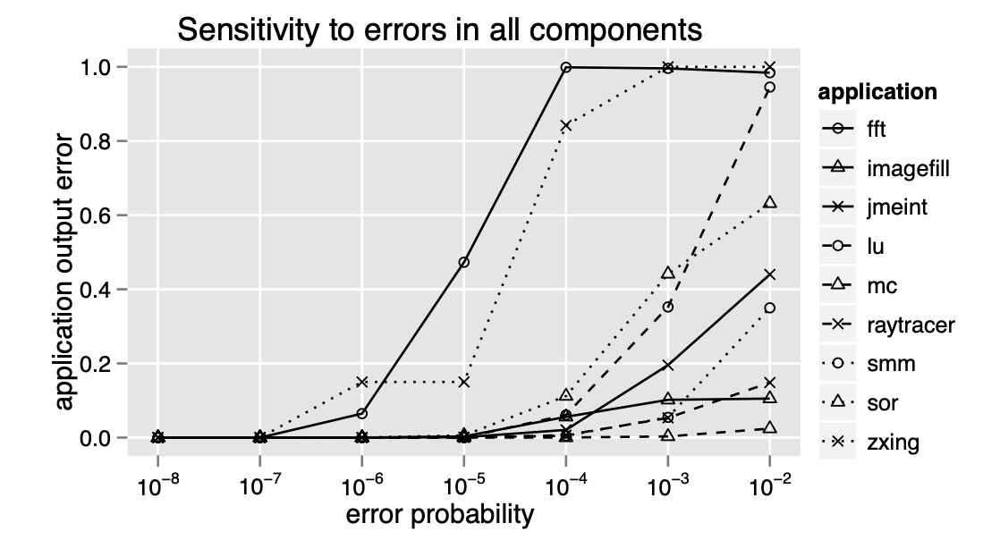 Sensitivity to errors in all components
application output error
1.0
0.8
0.6
0.4
0.2
0.0
10⁻⁸ 10⁻⁷ 10⁻⁶ 10⁻⁵ 10⁻⁴ 10⁻³ 10⁻²
error probability
application
fft
imagefill
jmeint
lu
mc
raytracer
smm
sor
zxing